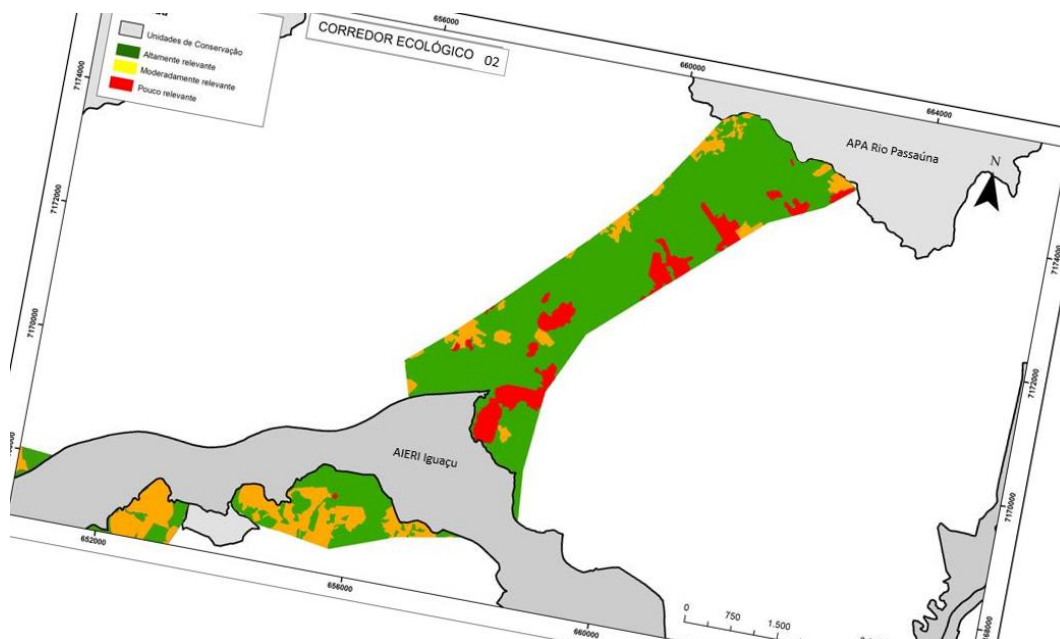 CORREDOR ECOLÓGICO 02
Unidades de Conservação
Altamente relevante
Moderadamente relevante
Pouco relevante
656000
660000
664000
7174000
7172000
7170000
APA Rio Passaúna
N
7174000
7172000
7170000
7168000
AIERI Iguaçu
652000
656000
660000
0 750 1.500